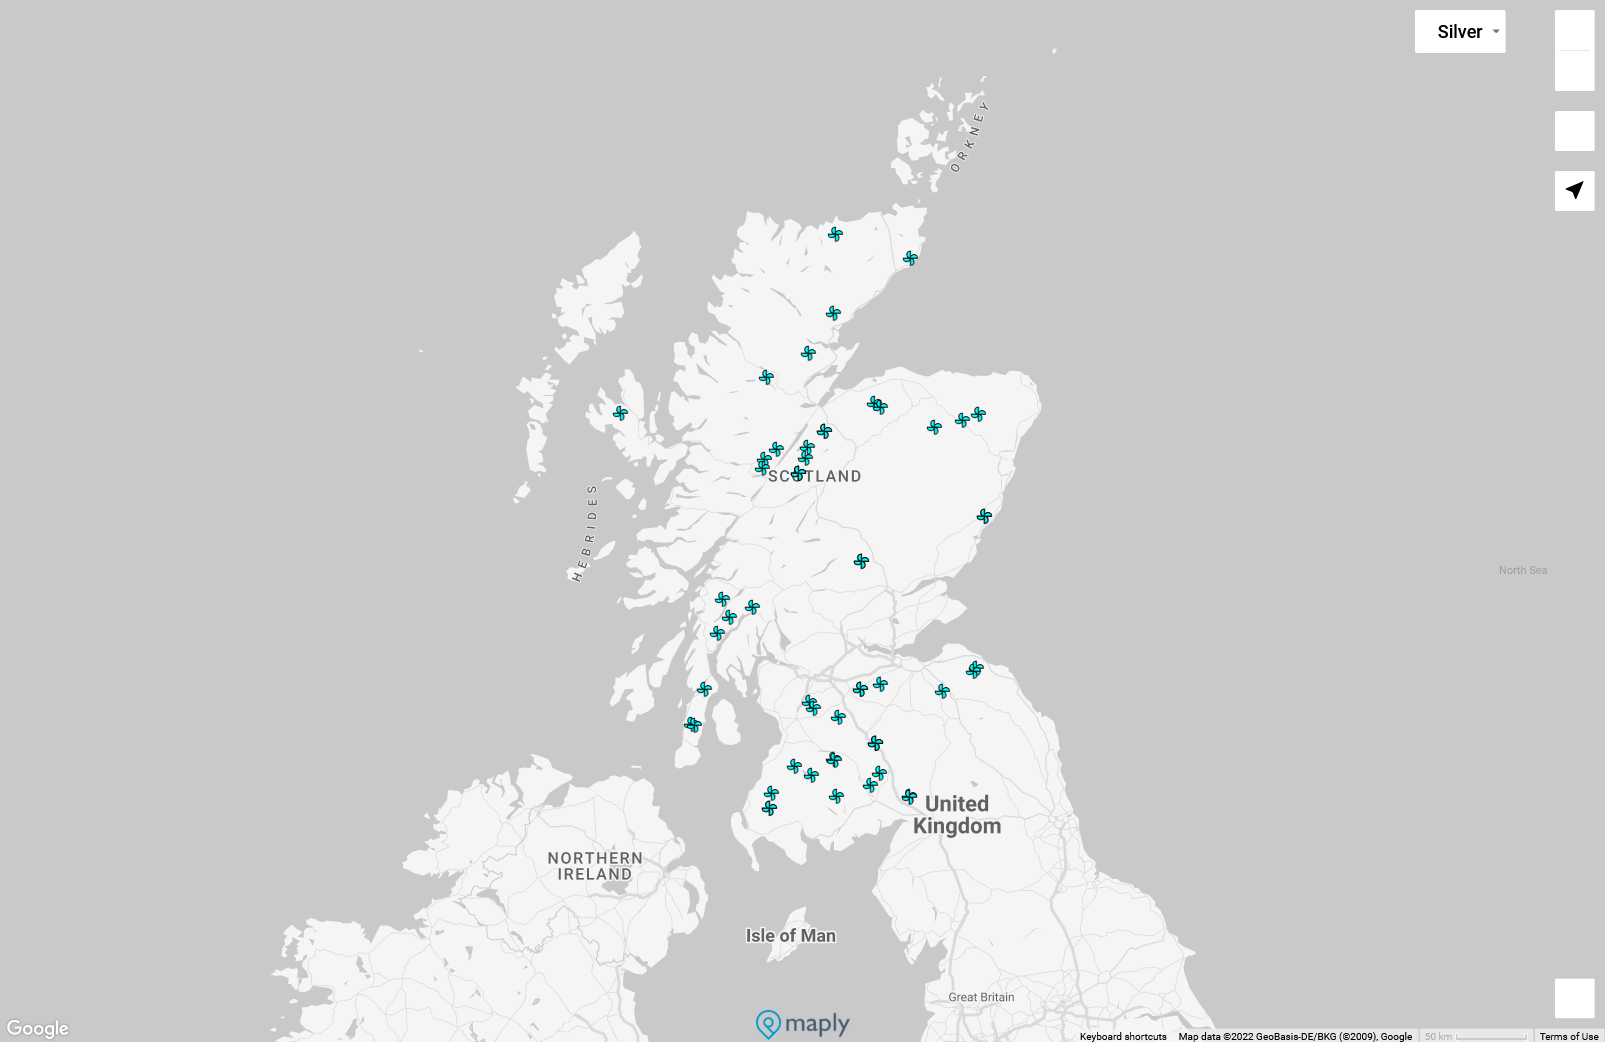 Silver
ORKNEY
HEBRIDES
SCOTLAND
North Sea
United
Kingdom
NORTHERN
IRELAND
Isle of Man
Great Britain
Google
maply
Keyboard shortcuts
Map data ©2022 GeoBasis-DE/BKG (©2009), Google
50 km
Terms of Use